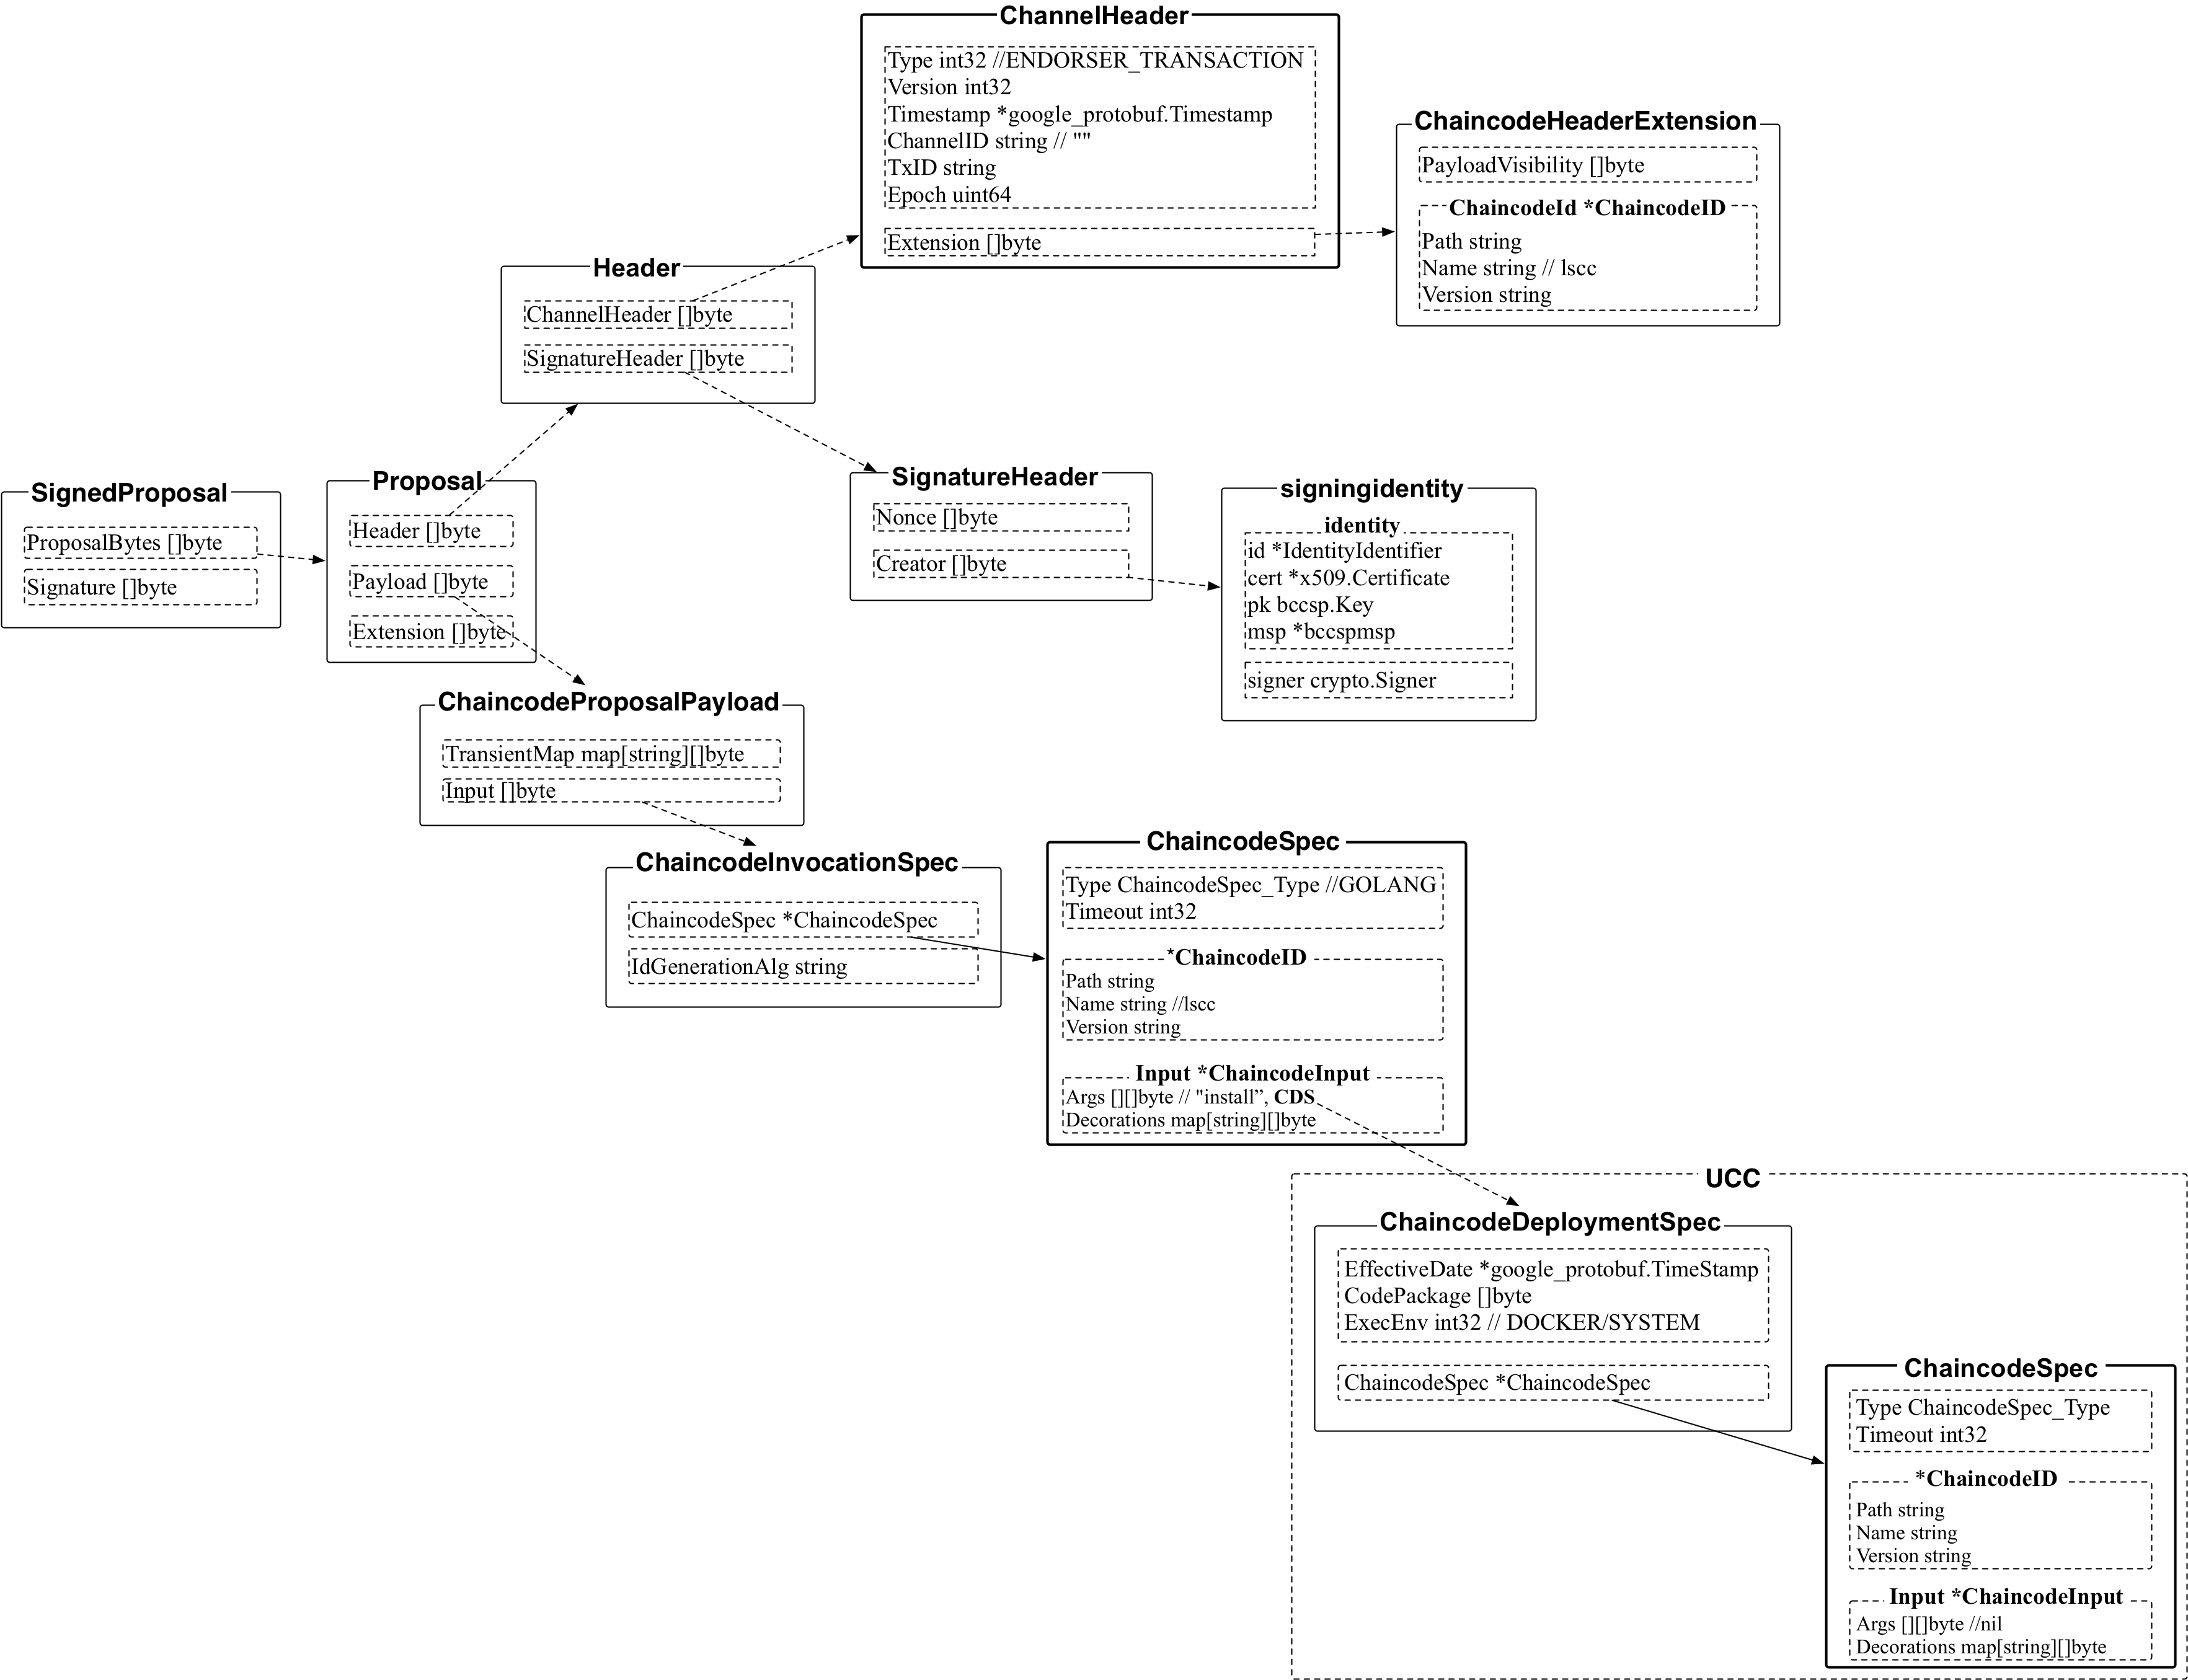 ChannelHeader
Type int32 //ENDORSER_TRANSACTION
Version int32
Timestamp *google_protobuf.Timestamp
ChannelID string // ""
TxID string
Epoch uint64
Extension []byte
ChaincodeHeaderExtension
PayloadVisibility []byte
ChaincodeId *ChaincodeID
Path string
Name string // lscc
Version string
Header
ChannelHeader []byte
SignatureHeader []byte
SignedProposal
ProposalBytes []byte
Signature []byte
Proposal
Header []byte
Payload []byte
Extension []byte
SignatureHeader
Nonce []byte
Creator []byte
signingidentity
identity
id *IdentityIdentifier
cert *x509.Certificate
pk bccsp.Key
msp *bccspmsp
signer crypto.Signer
ChaincodeProposalPayload
TransientMap map[string][]byte
Input []byte
ChaincodeInvocationSpec
ChaincodeSpec *ChaincodeSpec
IdGenerationAlg string
ChaincodeSpec
Type ChaincodeSpec_Type //GOLANG
Timeout int32
*ChaincodeID
Path string
Name string //lscc
Version string
Input *ChaincodeInput
Args [][]byte // "install”, CDS
Decorations map[string][]byte
UCC
ChaincodeDeploymentSpec
EffectiveDate *google_protobuf.TimeStamp
CodePackage []byte
ExecEnv int32 // DOCKER/SYSTEM
ChaincodeSpec *ChaincodeSpec
ChaincodeSpec
Type ChaincodeSpec_Type
Timeout int32
*ChaincodeID
Path string
Name string
Version string
Input *ChaincodeInput
Args [][]byte //nil
Decorations map[string][]byte